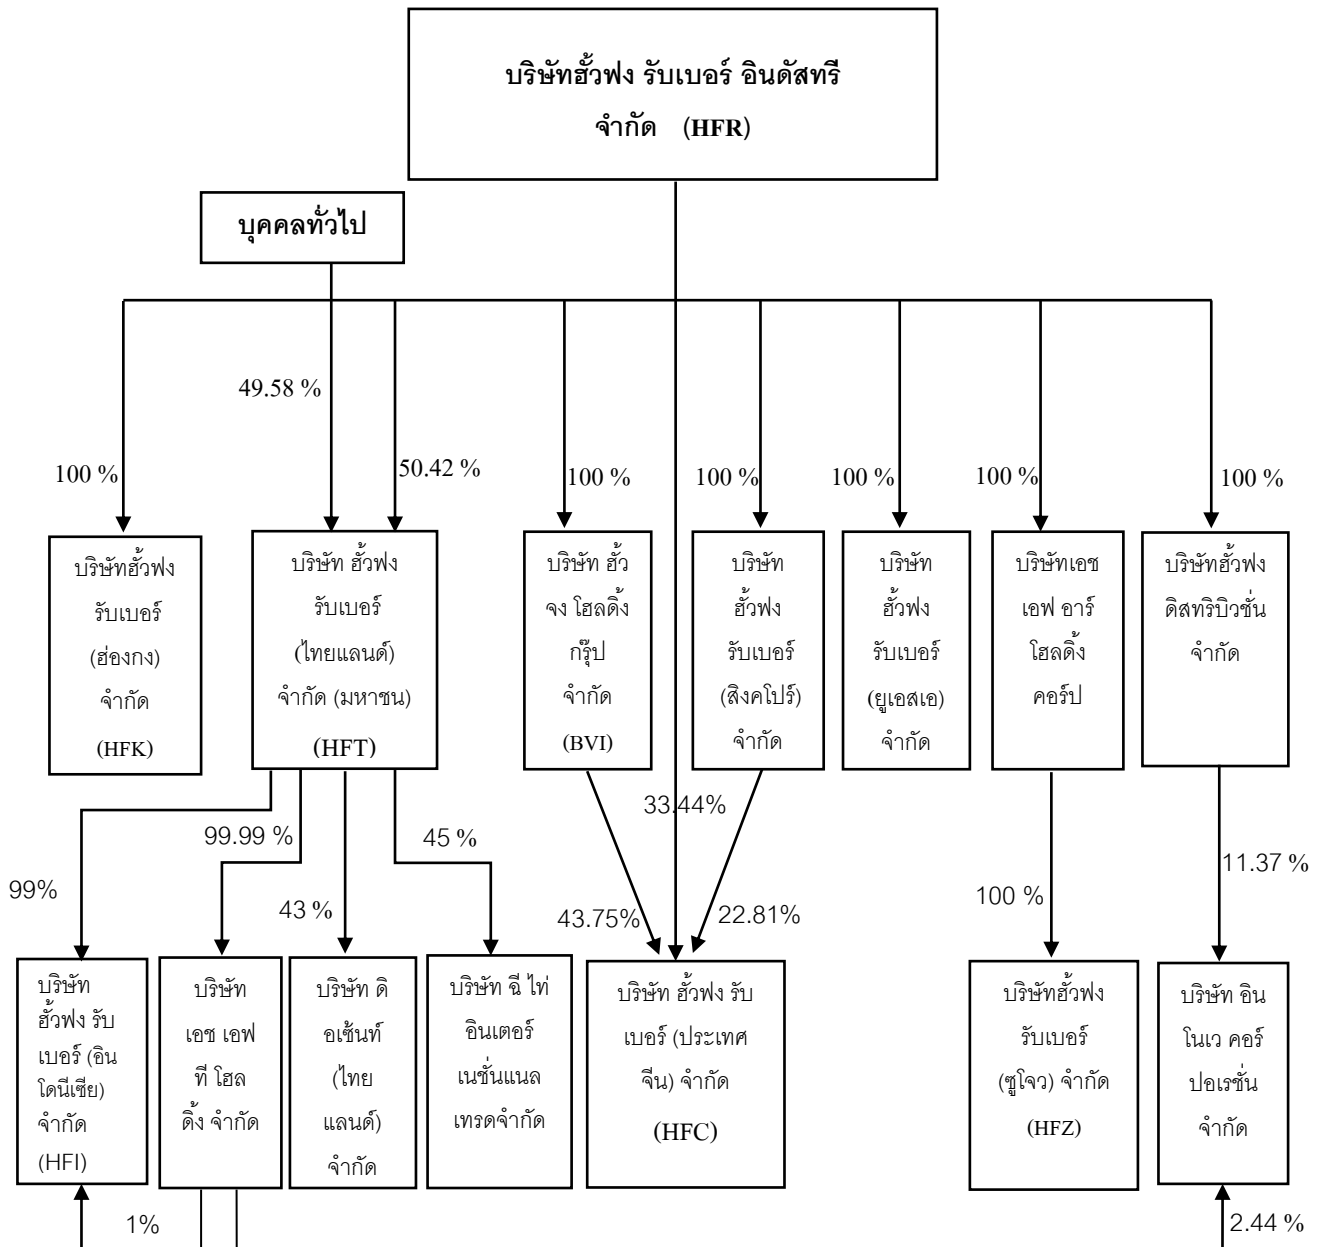 บริษัทฮั้วฟง รับเบอร์ อินดัสทรี
จำกัด (HFR)
บุคคลทั่วไป
49.58 %
50.42 %
100 %
100 %
100 %
100 %
100 %
100 %
บริษัทฮั้วฟง
รับเบอร์
(ฮ่องกง)
จำกัด
(HFK)
บริษัท ฮั้วฟง
รับเบอร์
(ไทยแลนด์)
จำกัด (มหาชน)
(HFT)
บริษัท ฮั้ว
จง โฮลดิ้ง
กรุ๊ป
จำกัด
(BVI)
บริษัท
ฮั้วฟง
รับเบอร์
(สิงคโปร์)
จำกัด
บริษัท
ฮั้วฟง
รับเบอร์
(ยูเอสเอ)
จำกัด
บริษัทเอช
เอฟ อาร์
โฮลดิ้ง
คอร์ป
บริษัทฮั้วฟง
ดิสทริบิวชั่น
จำกัด
99%
99.99 %
43 %
45 %
43.75%
33.44%
22.81%
100 %
11.37 %
บริษัท
ฮั้วฟง รับ
เบอร์ (อิน
โดนีเซีย)
จำกัด
(HFI)
บริษัท
เอช เอฟ
ที โฮล
ดิ้ง จำกัด
บริษัท ดิ
อเซ้นท์
(ไทย
แลนด์)
จำกัด
บริษัท ฉี ไท่
อินเตอร์
เนชั่นแนล
เทรดจำกัด
บริษัท ฮั้วฟง รับ
เบอร์ (ประเทศ
จีน) จำกัด
(HFC)
บริษัทฮั้วฟง
รับเบอร์
(ซูโจว) จำกัด
(HFZ)
บริษัท อิน
โนเว คอร์
ปอเรชั่น
จำกัด
1%
2.44 %